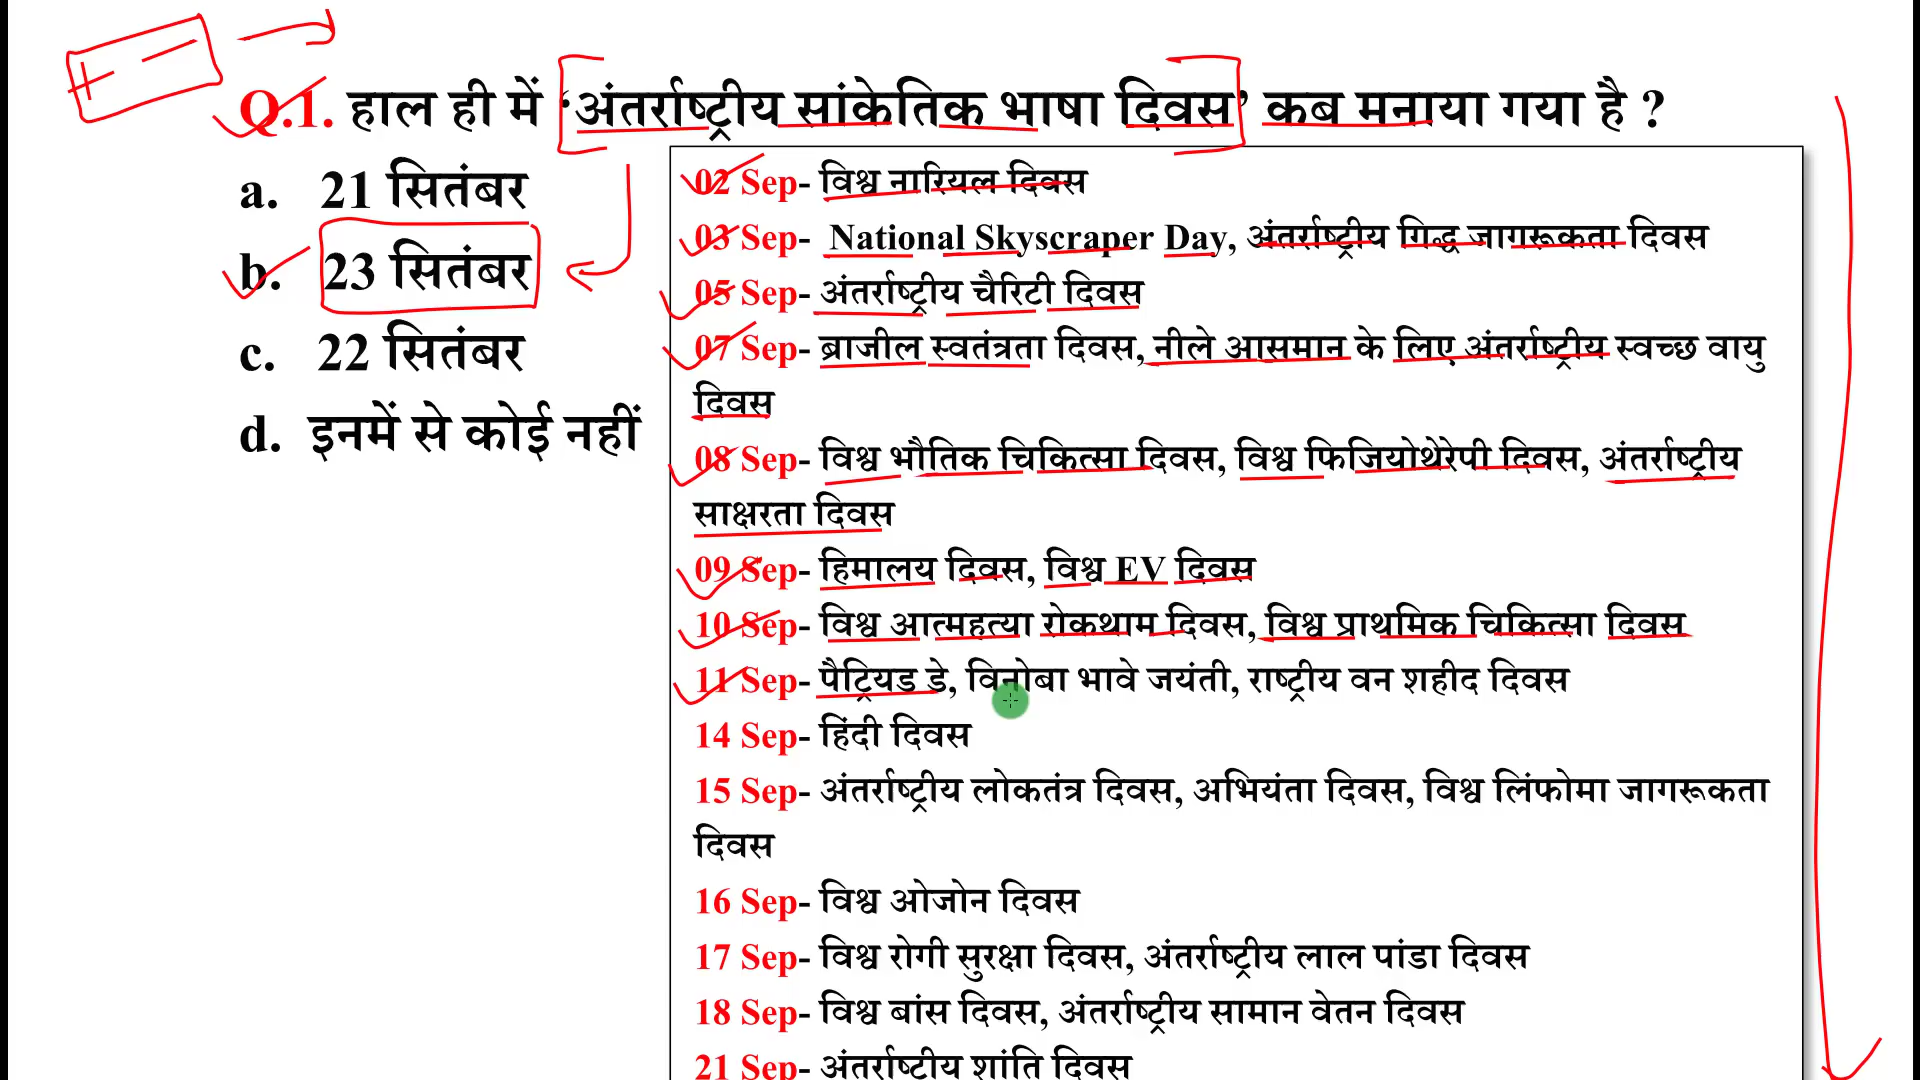 Q.1. हाल ही में ‘अंतर्राष्ट्रीय सांकेतिक भाषा दिवस’ कब मनाया गया है ?
a. 21 सितंबर
b. 23 सितंबर
c. 22 सितंबर
d. इनमें से कोई नहीं
02 Sep- विश्व नारियल दिवस
03 Sep- National Skyscraper Day, अंतर्राष्ट्रीय गिद्ध जागरूकता दिवस
05 Sep- अंतर्राष्ट्रीय चैरिटी दिवस
07 Sep- ब्राजील स्वतंत्रता दिवस, नीले आसमान के लिए अंतर्राष्ट्रीय स्वच्छ वायु
दिवस
08 Sep- विश्व भौतिक चिकित्सा दिवस, विश्व फिजियोथेरेपी दिवस, अंतर्राष्ट्रीय
साक्षरता दिवस
09 Sep- हिमालय दिवस, विश्व EV दिवस
10 Sep- विश्व आत्महत्या रोकथाम दिवस, विश्व प्राथमिक चिकित्सा दिवस
11 Sep- पैट्रियड डे, विनोबा भावे जयंती, राष्ट्रीय वन शहीद दिवस
14 Sep- हिंदी दिवस
15 Sep- अंतर्राष्ट्रीय लोकतंत्र दिवस, अभियंता दिवस, विश्व लिंफोमा जागरूकता
दिवस
16 Sep- विश्व ओजोन दिवस
17 Sep- विश्व रोगी सुरक्षा दिवस, अंतर्राष्ट्रीय लाल पांडा दिवस
18 Sep- विश्व बांस दिवस, अंतर्राष्ट्रीय सामान वेतन दिवस
21 Sep- अंतर्राष्टीय शांति दिवस